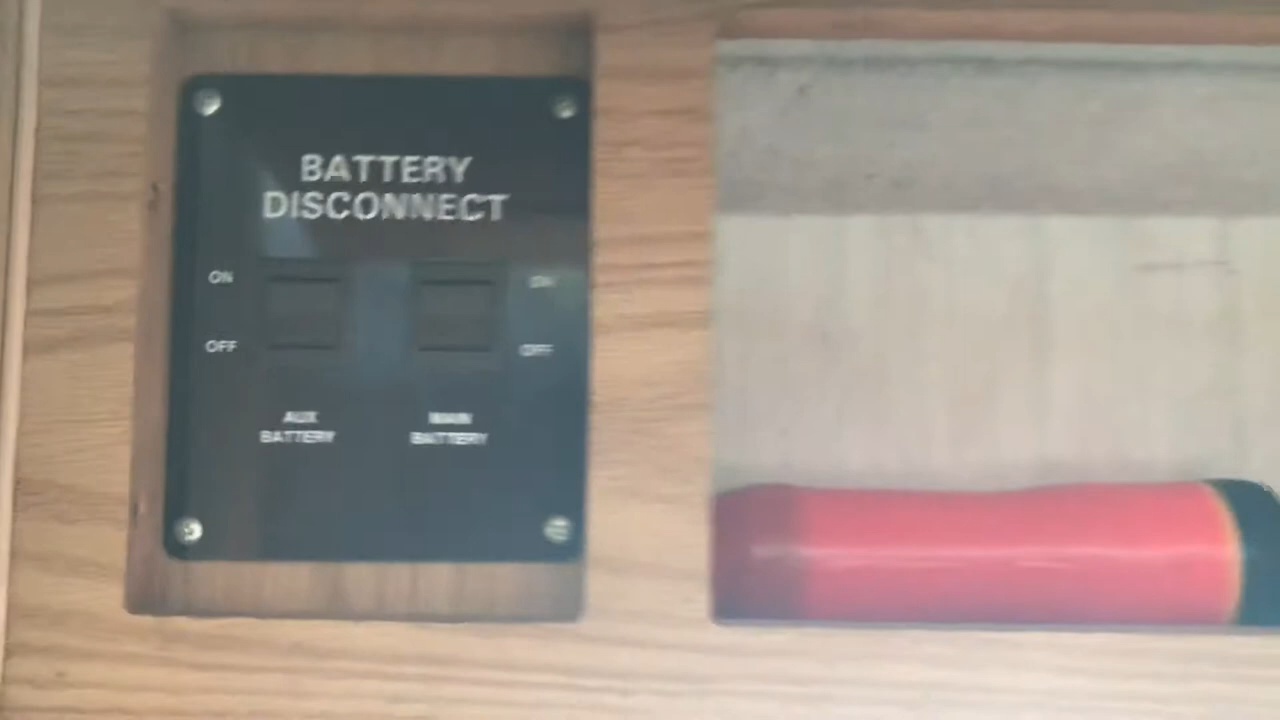 BATTERY
DISCONNECT
ON
ON
OFF
OFF
AUX
BATTERY
MAIN
BATTERY